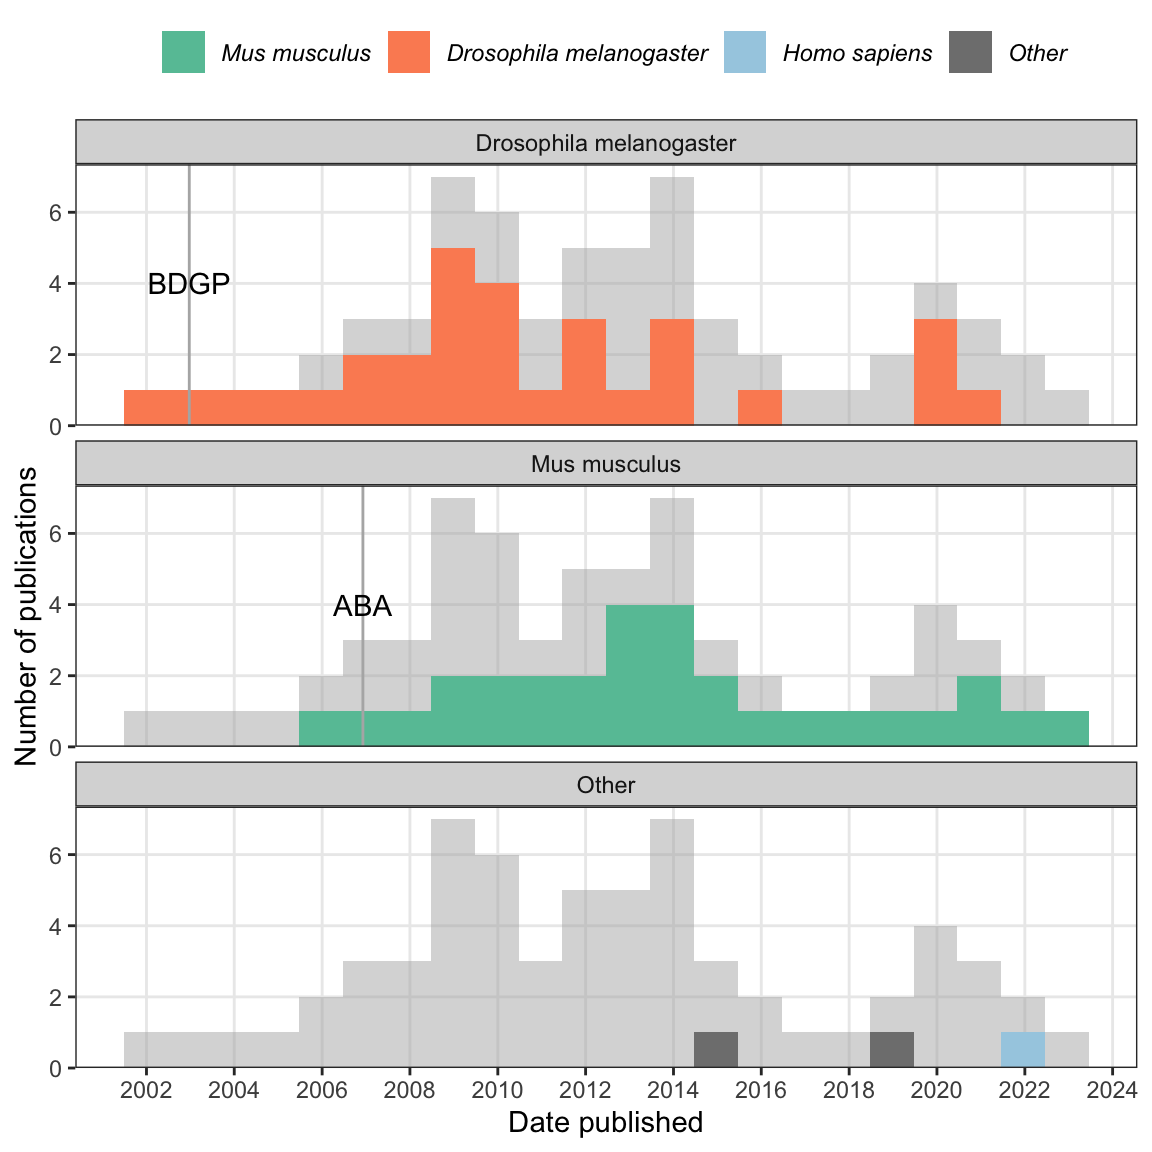 Mus musculus Drosophila melanogaster Homo sapiens Other
Drosophila melanogaster
6
4
2
0
BDGP
Mus musculus
6
4
2
0
ABA
Number of publications
Other
6
4
2
0
2002 2004 2006 2008 2010 2012 2014 2016 2018 2020 2022 2024
Date published